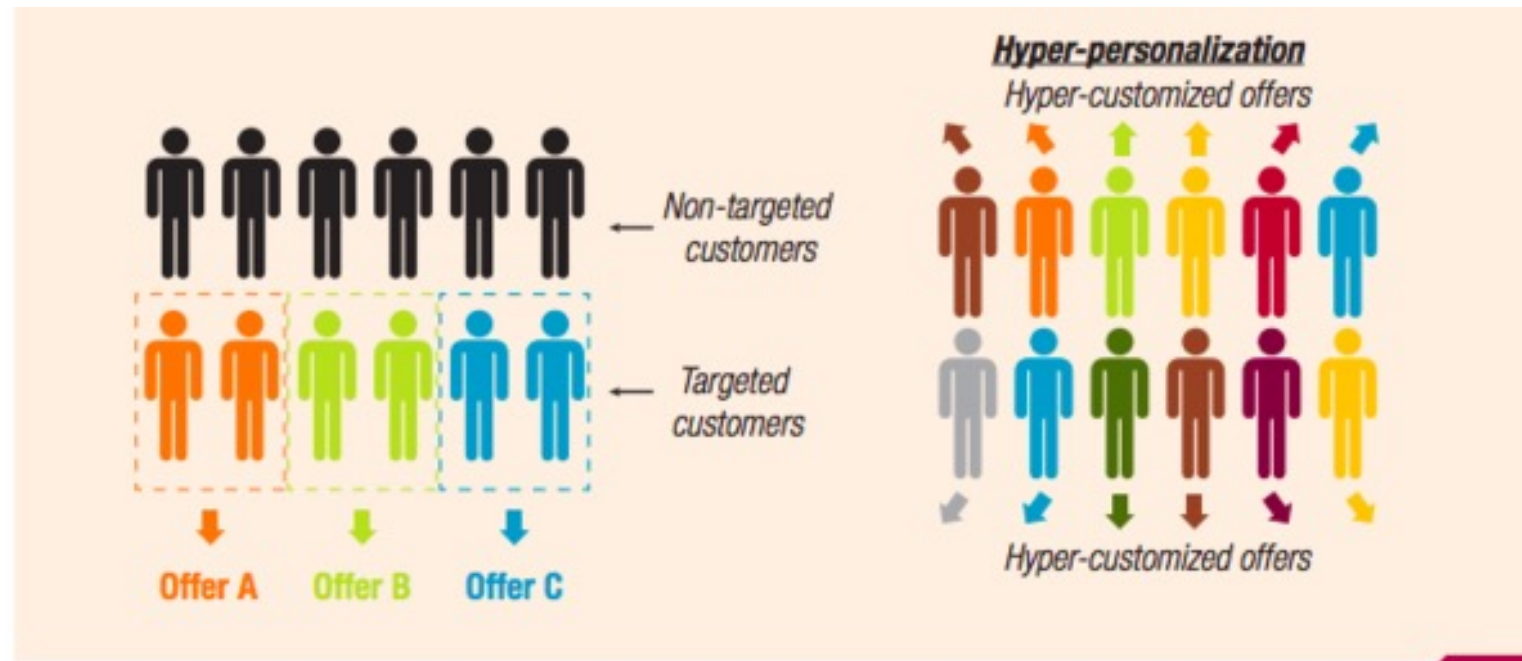 Non-targeted
customers
Targeted
customers
Offer A
Offer B
Offer C
Hyper-personalization
Hyper-customized offers
Hyper-customized offers